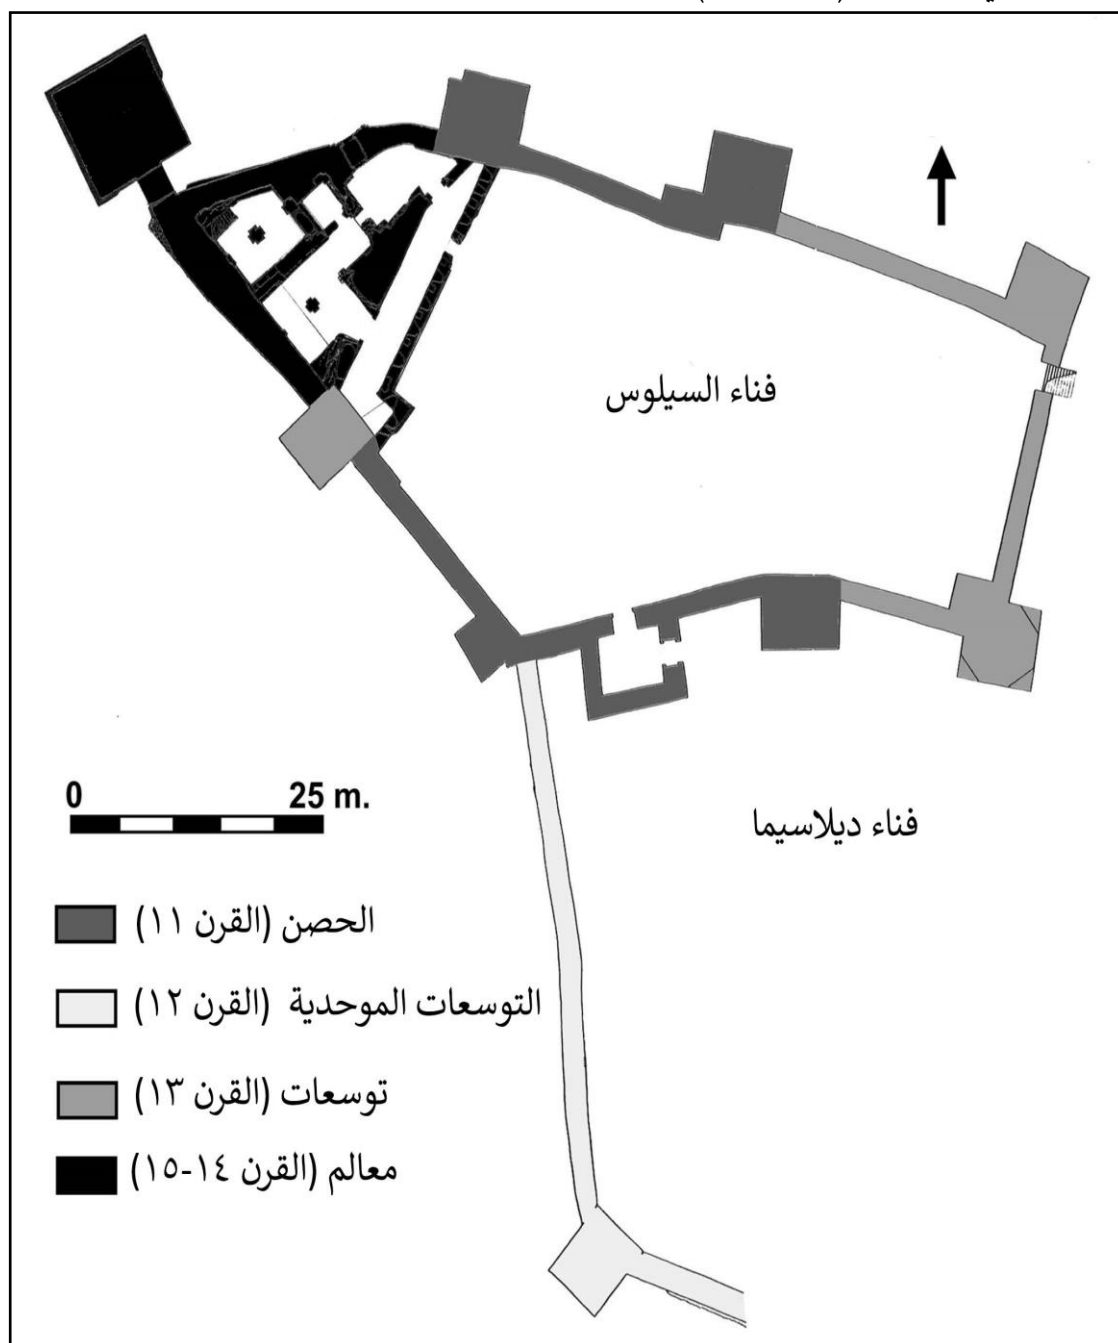 فناء السيلوس
0 25 m.
فناء ديلاسيما
الحصن (القرن ١١)
التوسعات الموحدية (القرن ١٢)
توسعات (القرن ١٣)
معالم (القرن ١٤-١٥)